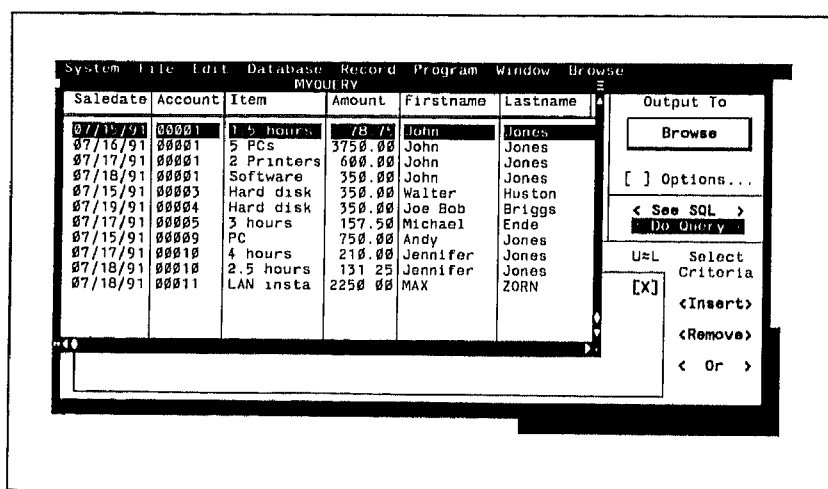 System File Edit Database Record Program Window Browse
MYQUERY
Saledate Account Item Amount Firstname Lastname
07/15/91 00001 1.5 hours 78.75 John Jones
07/16/91 00001 5 PCs 3750.00 John Jones
07/17/91 00001 2 Printers 600.00 John Jones
07/18/91 00001 Software 350.00 John Jones
07/15/91 00003 Hard disk 350.00 Walter Huston
07/19/91 00004 Hard disk 350.00 Joe Bob Briggs
07/17/91 00005 3 hours 157.50 Michael Ende
07/15/91 00009 PC 750.00 Andy Jones
07/17/91 00010 4 hours 210.00 Jennifer Jones
07/18/91 00010 2.5 hours 131 25 Jennifer Jones
07/18/91 00011 LAN insta 2250 00 MAX ZORN
Output To
Browse
[ ] Options...
< See SQL >
Do Query
U≈L Select
Criteria
[X]
<Insert>
<Remove>
< Or >